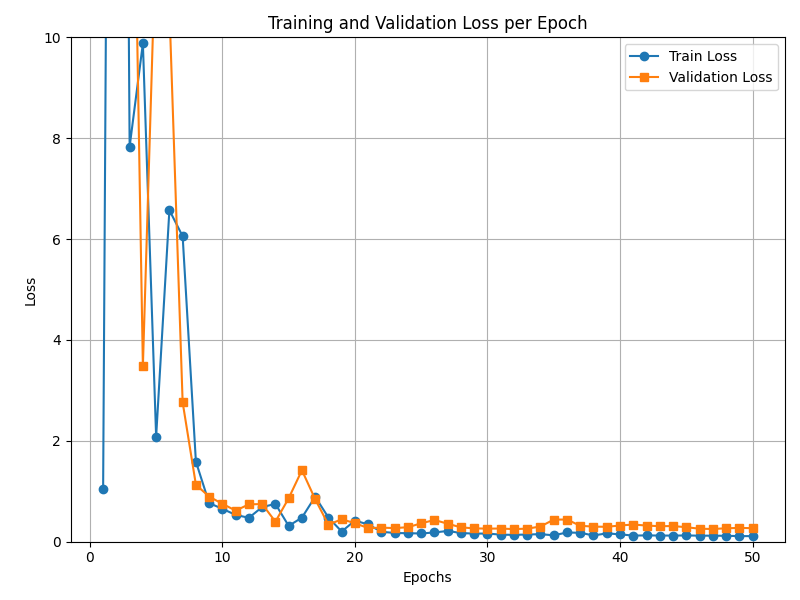 Training and Validation Loss per Epoch
Train Loss
Validation Loss
Loss
10
8
6
4
2
0
0 10 20 30 40 50
Epochs